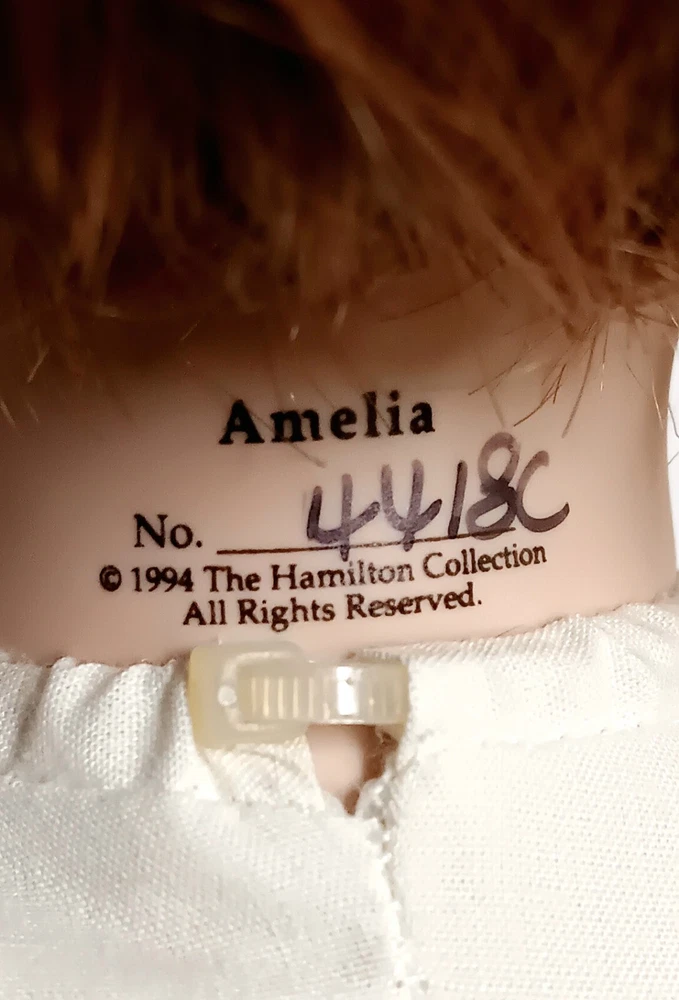 Amelia
No. 4418C
© 1994 The Hamilton Collection
All Rights Reserved.